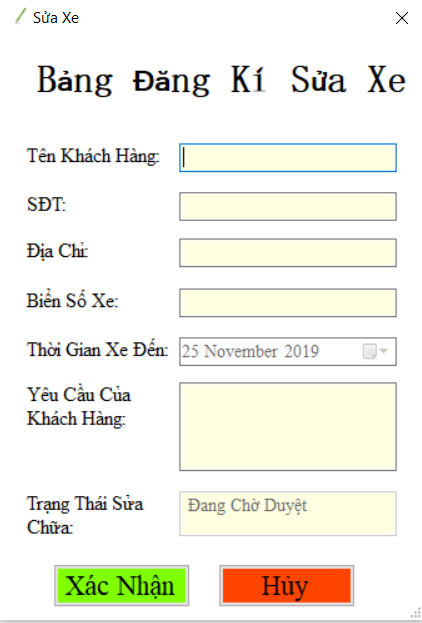 Sửa Xe
Bảng Đăng Kí Sửa Xe
Tên Khách Hàng:
SĐT:
Địa Chỉ:
Biển Số Xe:
Thời Gian Xe Đến: 25 November 2019
Yêu Cầu Của
Khách Hàng:
Trạng Thái Sửa
Chữa:
Đang Chờ Duyệt
Xác Nhận Hủy